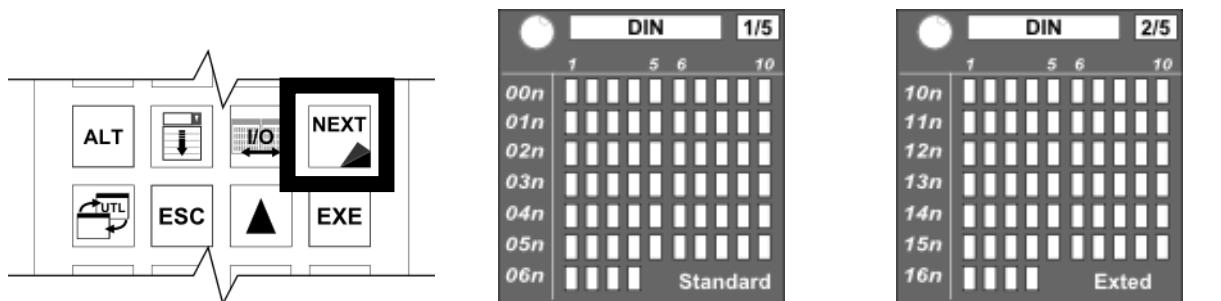 ALT
I/O
NEXT
UTL
ESC
EXE
DIN 1/5
1 5 6 10
00n
01n
02n
03n
04n
05n
06n Standard
DIN 2/5
1 5 6 10
10n
11n
12n
13n
14n
15n
16n Exted